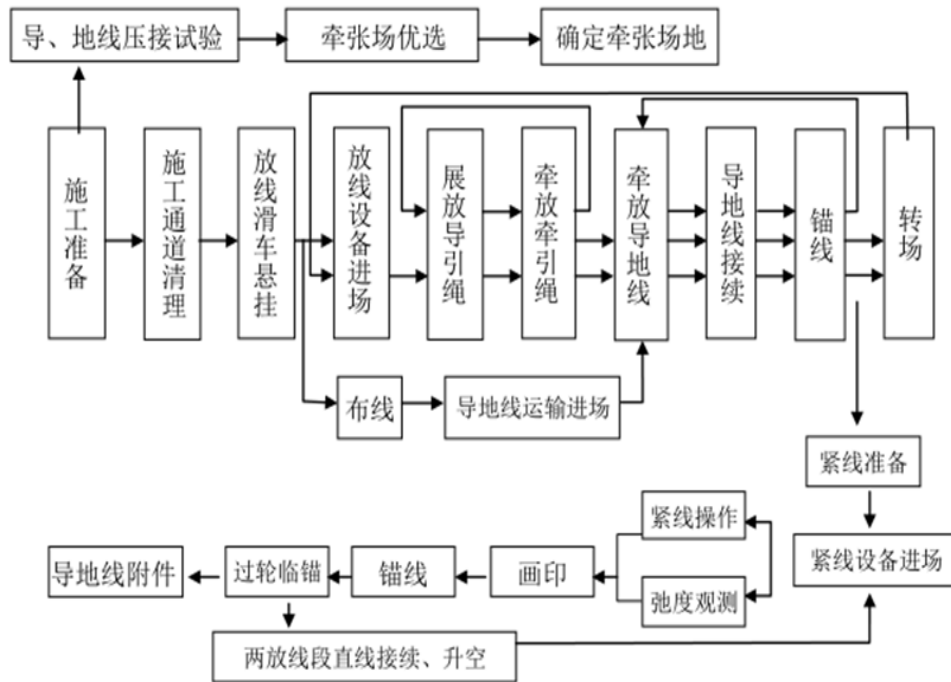 导、地线压接试验
牵张场优选
确定牵张场地
施工准备
施工通道清理
放线滑车悬挂
放线设备进场
展放导引绳
牵放牵引绳
牵放导地线
导地线接续
锚线
转场
布线
导地线运输进场
紧线准备
紧线操作
紧线设备进场
导地线附件
过轮临锚
锚线
画印
弛度观测
两放线段直线接续、升空